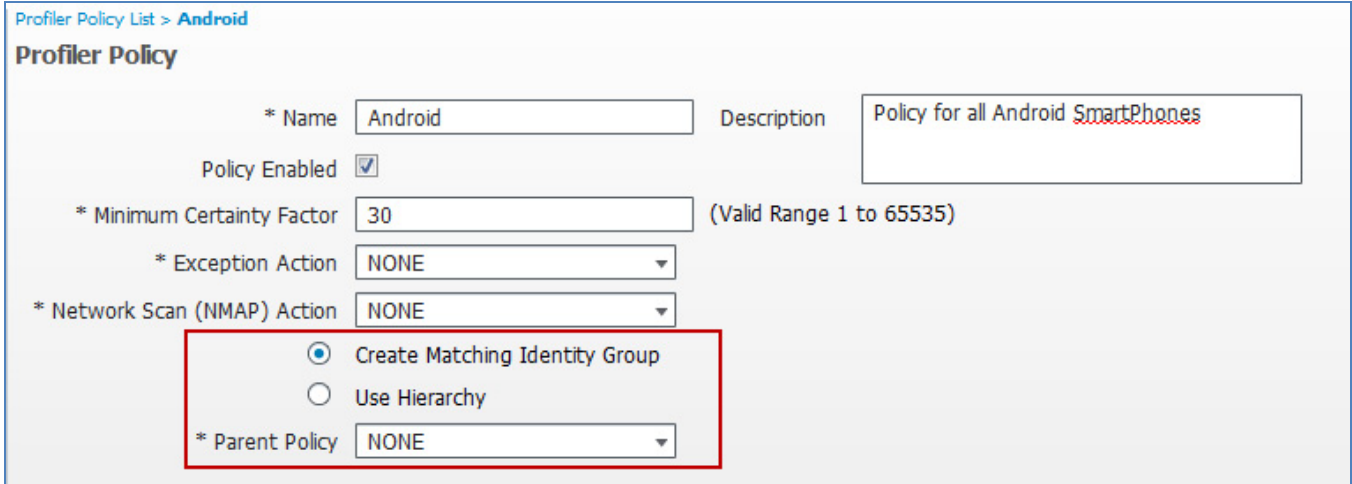 Profiler Policy List > Android
Profiler Policy
* Name Android Description Policy for all Android SmartPhones
Policy Enabled
* Minimum Certainty Factor 30 (Valid Range 1 to 65535)
* Exception Action NONE
* Network Scan (NMAP) Action NONE
Create Matching Identity Group
Use Hierarchy
* Parent Policy NONE